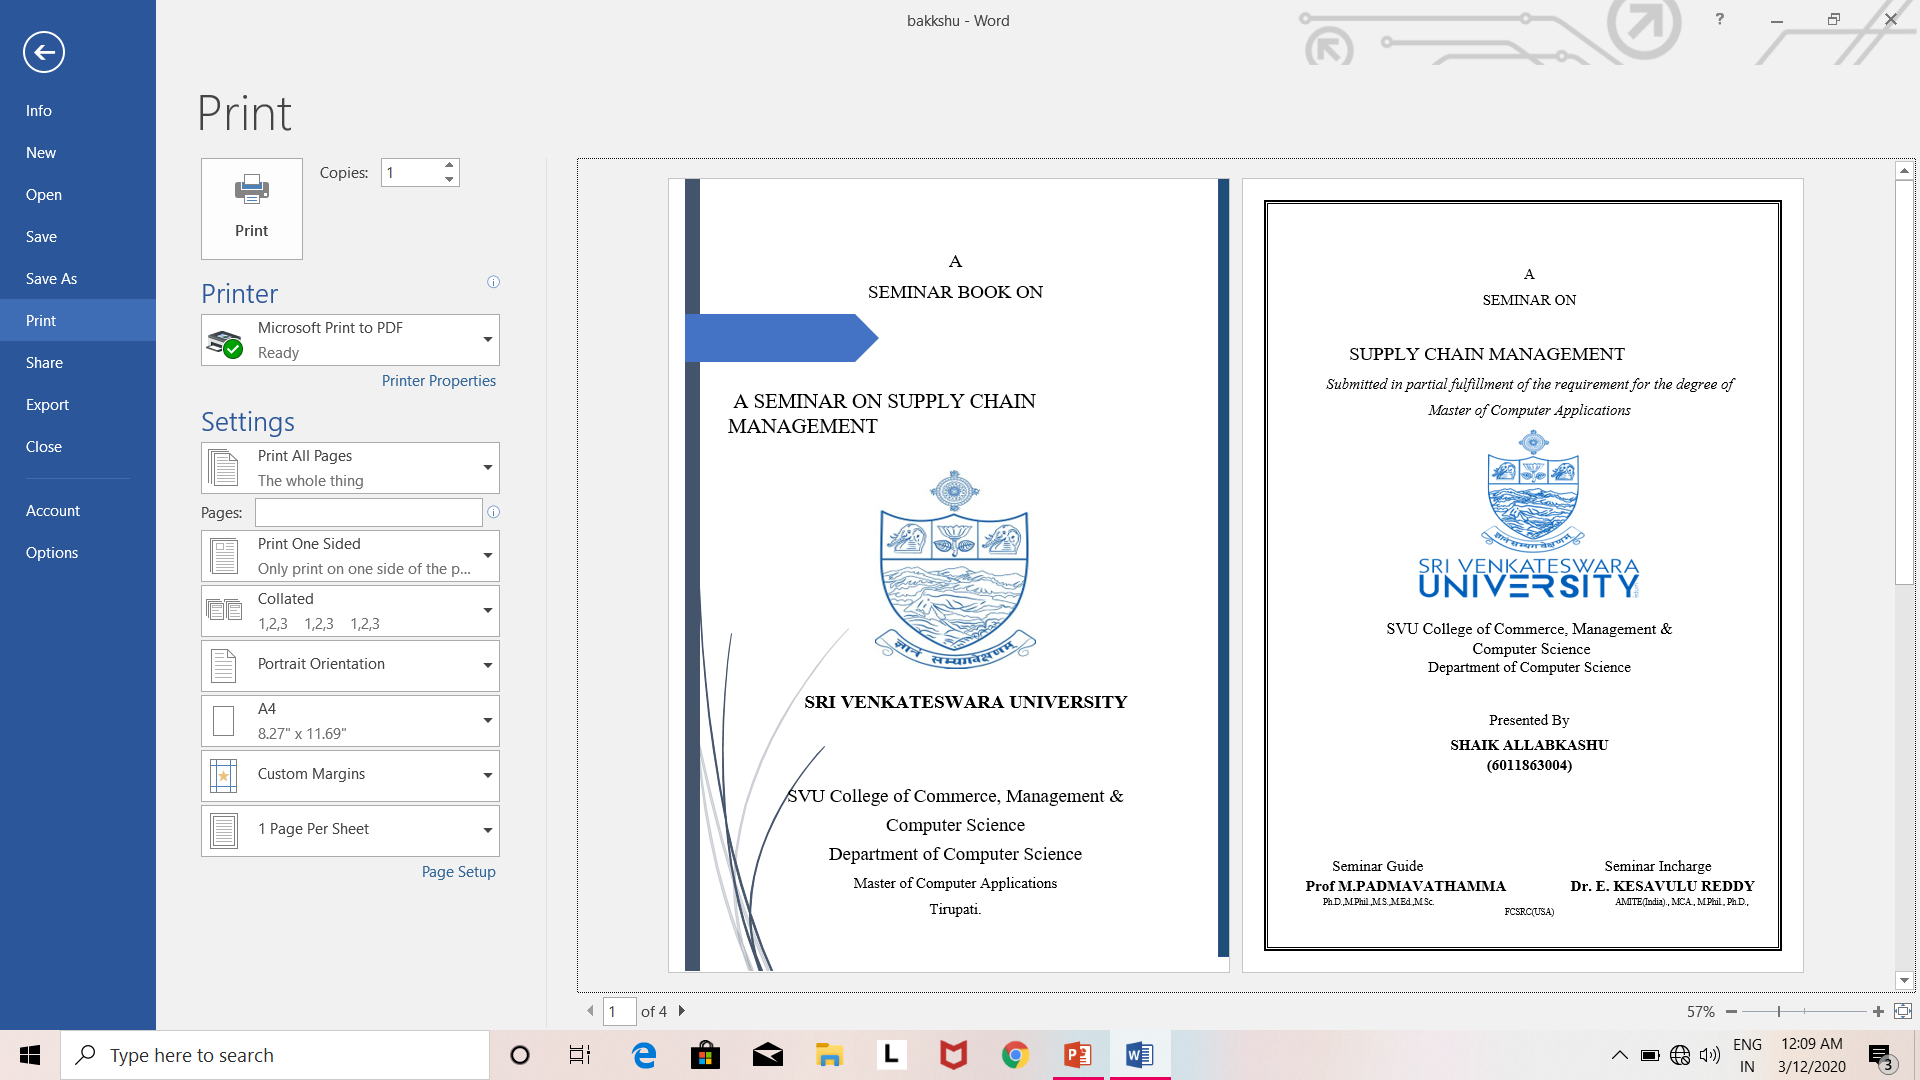 bakkshu - Word
?
Info
New
Open
Save
Save As
Print
Share
Export
Close
Account
Options
Print
Print
Copies: 1
Printer
Microsoft Print to PDF
Ready
Printer Properties
Settings
Print All Pages
The whole thing
Pages:
Print One Sided
Only print on one side of the p...
Collated
1,2,3 1,2,3 1,2,3
Portrait Orientation
A4
8.27" x 11.69"
Custom Margins
1 Page Per Sheet
Page Setup
A
SEMINAR BOOK ON
A SEMINAR ON SUPPLY CHAIN
MANAGEMENT
ज्ञानं सम्यगवेक्षणम्
SRI VENKATESWARA UNIVERSITY
SVU College of Commerce, Management &
Computer Science
Department of Computer Science
Master of Computer Applications
Tirupati.
A
SEMINAR ON
SUPPLY CHAIN MANAGEMENT
Submitted in partial fulfillment of the requirement for the degree of
Master of Computer Applications
ज्ञानं सम्यगवेक्षणम्
SRI VENKATESWARA
UNIVERSITY
SVU College of Commerce, Management &
Computer Science
Department of Computer Science
Presented By
SHAIK ALLABKASHU
(6011863004)
Seminar Guide Seminar Incharge
Prof M.PADMAVATHAMMA Dr. E. KESAVULU REDDY
Ph.D.,M.Phil.,M.S.,M.Ed.,M.Sc. AMITE(India)., MCA., M.Phil., Ph.D.,
FCSRC(USA)
1 of 4
57%
Type here to search
L
ENG
IN
12:09 AM
3/12/2020
3